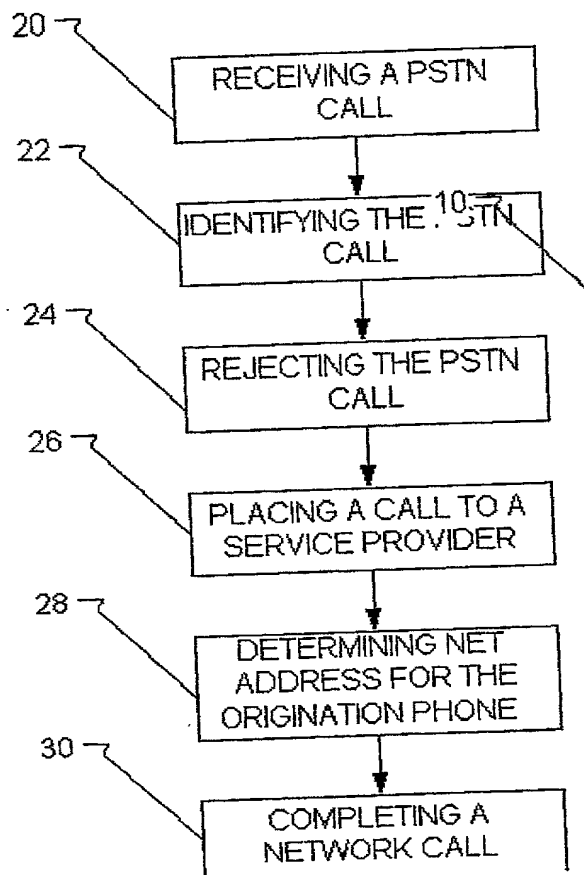 20
RECEIVING A PSTN
CALL
22
10
IDENTIFYING THE STN
CALL
24
REJECTING THE PSTN
CALL
26
PLACING A CALL TO A
SERVICE PROVIDER
28
DETERMINING NET
ADDRESS FOR THE
ORIGINATION PHONE
30
COMPLETING A
NETWORK CALL